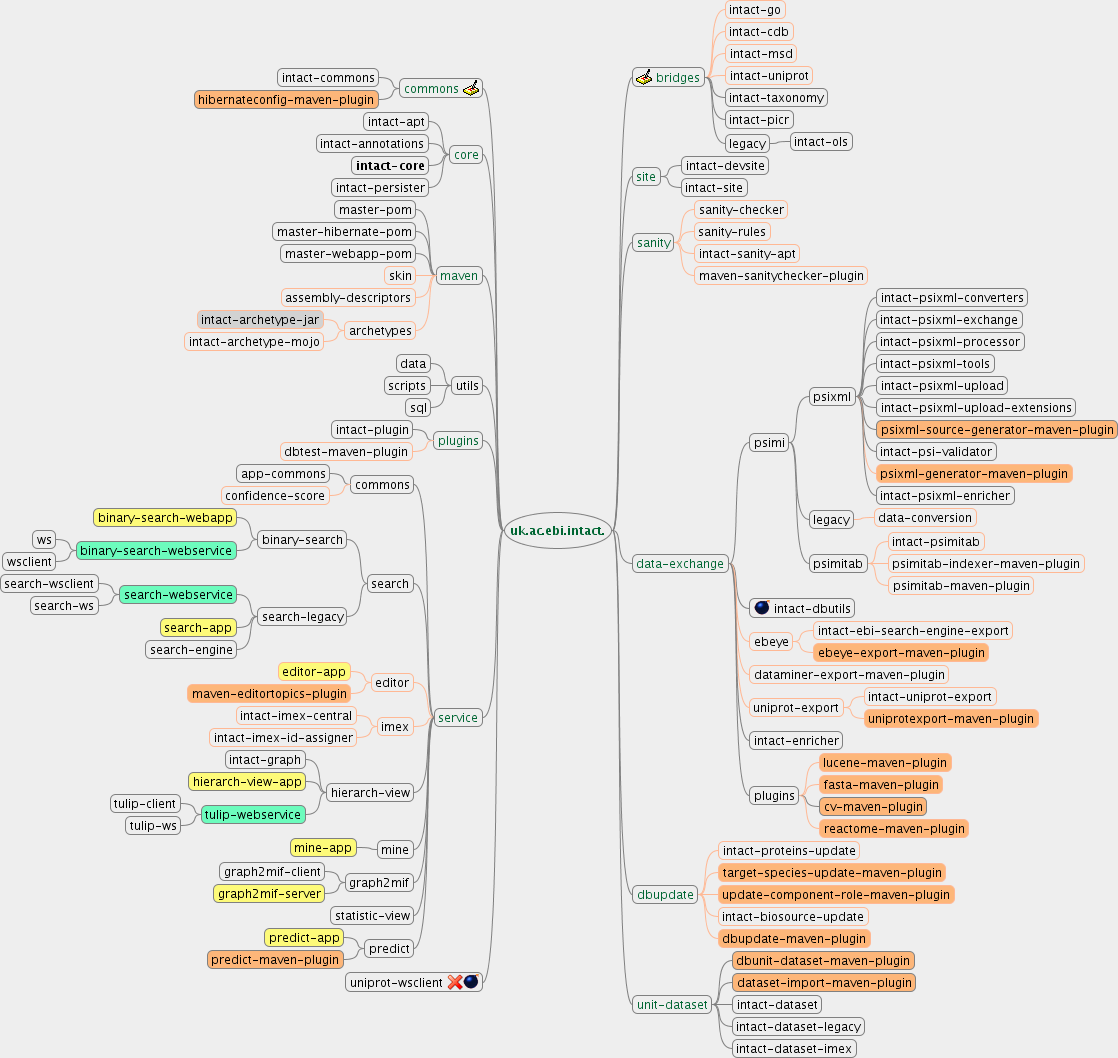 uk.ac.ebi.intact.
commons
intact-commons
hibernateconfig-maven-plugin
core
intact-apt
intact-annotations
intact-core
intact-persister
maven
master-pom
master-hibernate-pom
master-webapp-pom
skin
assembly-descriptors
archetypes
intact-archetype-jar
intact-archetype-mojo
utils
data
scripts
sql
plugins
intact-plugin
dbtest-maven-plugin
service
commons
app-commons
confidence-score
search
binary-search
binary-search-webapp
binary-search-webservice
ws
wsclient
search-legacy
search-webservice
search-wsclient
search-ws
search-app
search-engine
editor
editor-app
maven-editortopics-plugin
imex
intact-imex-central
intact-imex-id-assigner
hierarch-view
intact-graph
hierarch-view-app
tulip-webservice
tulip-client
tulip-ws
mine
mine-app
graph2mif
graph2mif-client
graph2mif-server
statistic-view
predict
predict-app
predict-maven-plugin
uniprot-wsclient
bridges
intact-go
intact-cdb
intact-msd
intact-uniprot
intact-taxonomy
intact-picr
legacy
intact-ols
site
intact-devsite
intact-site
sanity
sanity-checker
sanity-rules
intact-sanity-apt
maven-sanitychecker-plugin
data-exchange
psimi
psixml
intact-psixml-converters
intact-psixml-exchange
intact-psixml-processor
intact-psixml-tools
intact-psixml-upload
intact-psixml-upload-extensions
psixml-source-generator-maven-plugin
intact-psi-validator
psixml-generator-maven-plugin
intact-psixml-enricher
legacy
data-conversion
psimitab
intact-psimitab
psimitab-indexer-maven-plugin
psimitab-maven-plugin
intact-dbutils
ebeye
intact-ebi-search-engine-export
ebeye-export-maven-plugin
dataminer-export-maven-plugin
uniprot-export
intact-uniprot-export
uniprotexport-maven-plugin
intact-enricher
plugins
lucene-maven-plugin
fasta-maven-plugin
cv-maven-plugin
reactome-maven-plugin
dbupdate
intact-proteins-update
target-species-update-maven-plugin
update-component-role-maven-plugin
intact-biosource-update
dbupdate-maven-plugin
unit-dataset
dbunit-dataset-maven-plugin
dataset-import-maven-plugin
intact-dataset
intact-dataset-legacy
intact-dataset-imex